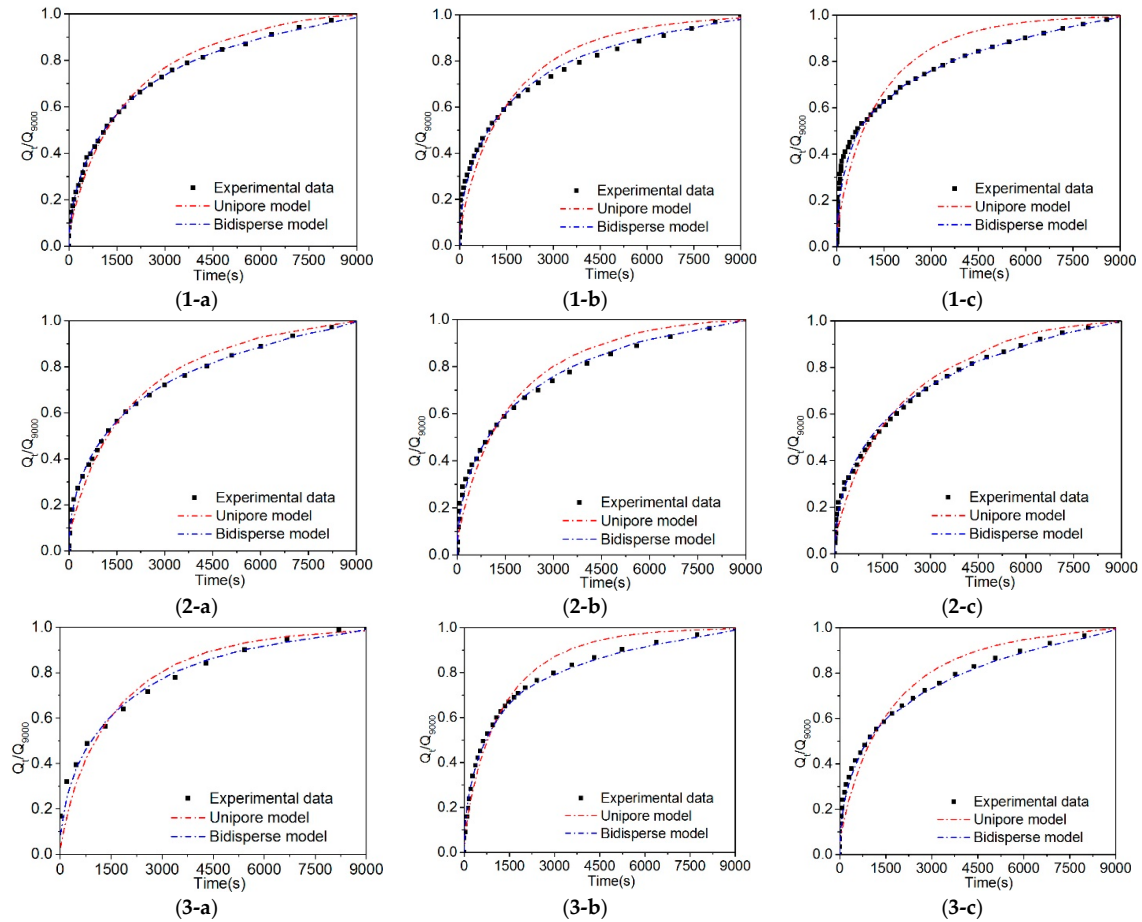 1.0
0.8
0.6
0.4
0.2
0.0
Qt/Q9000
Experimental data
Unipore model
Bidisperse model
0 1500 3000 4500 6000 7500 9000
Time(s)
(1-a)
1.0
0.8
0.6
0.4
0.2
0.0
Qt/Q9000
Experimental data
Unipore model
Bidisperse model
0 1500 3000 4500 6000 7500 9000
Time(s)
(1-b)
1.0
0.8
0.6
0.4
0.2
0.0
Qt/Q9000
Experimental data
Unipore model
Bidisperse model
0 1500 3000 4500 6000 7500 9000
Time(s)
(1-c)
1.0
0.8
0.6
0.4
0.2
0.0
Qt/Q9000
Experimental data
Unipore model
Bidisperse model
0 1500 3000 4500 6000 7500 9000
Time(s)
(2-a)
1.0
0.8
0.6
0.4
0.2
0.0
Qt/Q9000
Experimental data
Unipore model
Bidisperse model
0 1500 3000 4500 6000 7500 9000
Time(s)
(2-b)
1.0
0.8
0.6
0.4
0.2
0.0
Qt/Q9000
Experimental data
Unipore model
Bidisperse model
0 1500 3000 4500 6000 7500 9000
Time(s)
(2-c)
1.0
0.8
0.6
0.4
0.2
0.0
Qt/Q9000
Experimental data
Unipore model
Bidisperse model
0 1500 3000 4500 6000 7500 9000
Time(s)
(3-a)
1.0
0.8
0.6
0.4
0.2
0.0
Qt/Q9000
Experimental data
Unipore model
Bidisperse model
0 1500 3000 4500 6000 7500 9000
Time(s)
(3-b)
1.0
0.8
0.6
0.4
0.2
0.0
Qt/Q9000
Experimental data
Unipore model
Bidisperse model
0 1500 3000 4500 6000 7500 9000
Time(s)
(3-c)